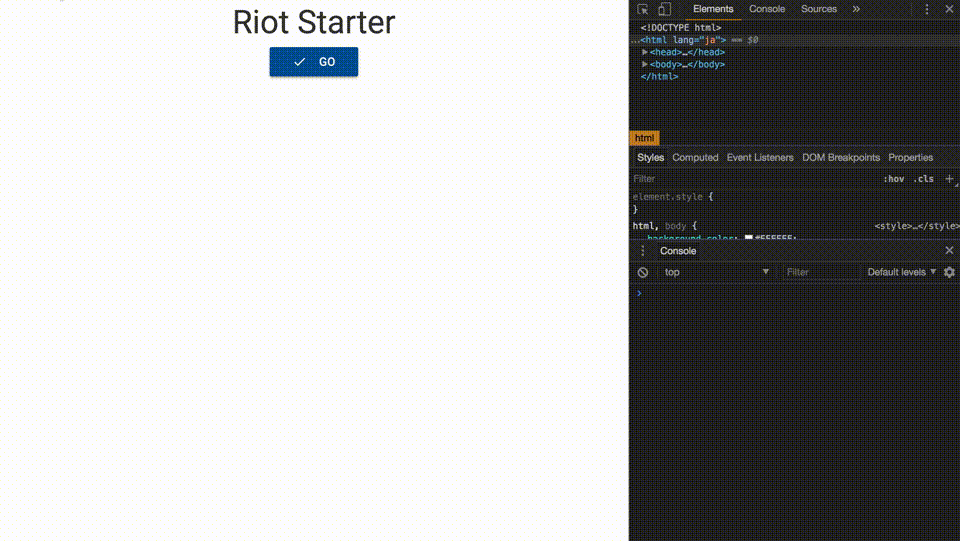 Riot Starter
GO
Elements Console Sources »
<!DOCTYPE html>
…<html lang="ja"> == $0
▶<head>…</head>
▶<body>…</body>
</html>
html
Styles Computed Event Listeners DOM Breakpoints Properties
Filter :hov .cls +
element.style {
}
html, body { <style>…</style>
background-color: #FFFFFF;
Console
top ▼ Filter Default levels ▼
›